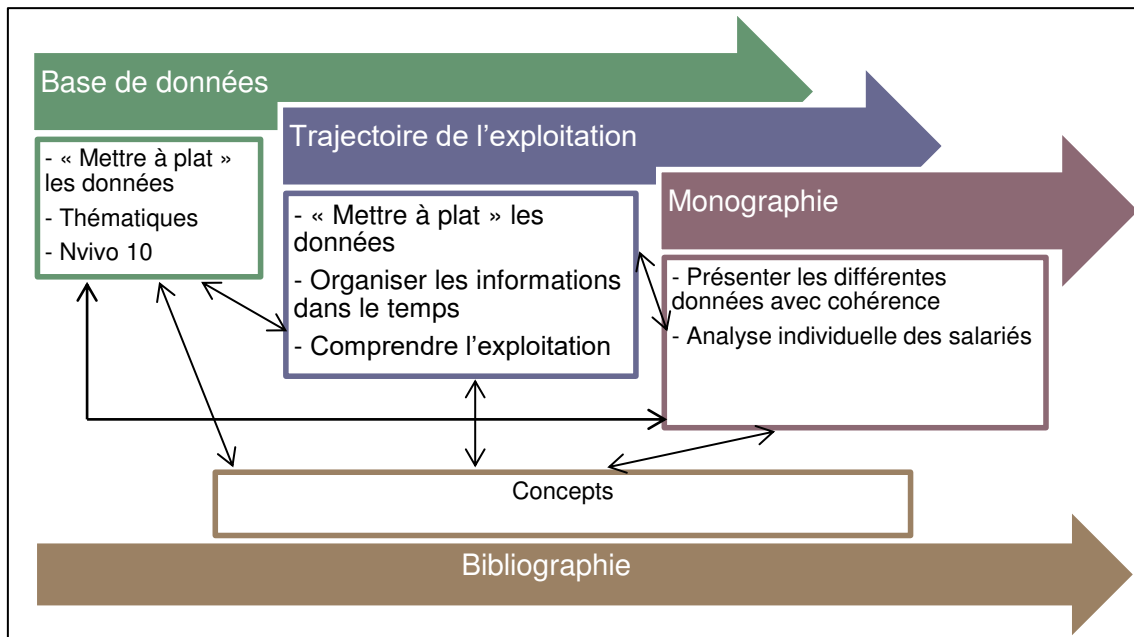 Base de données
- « Mettre à plat »
les données
- Thématiques
- Nvivo 10
Trajectoire de l'exploitation
- « Mettre à plat » les
données
- Organiser les informations
dans le temps
- Comprendre l'exploitation
Monographie
- Présenter les différentes
données avec cohérence
- Analyse individuelle des salariés
Concepts
Bibliographie